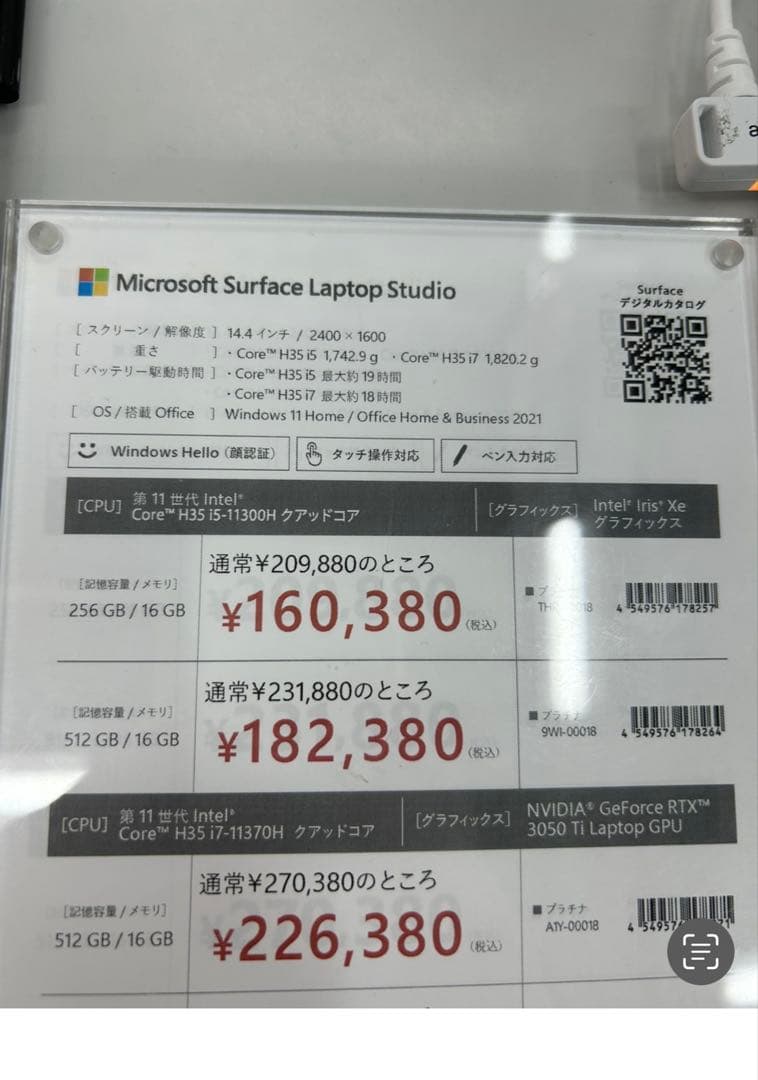 a
Microsoft Surface Laptop Studio
Surface
デジタルカタログ
[ スクリーン / 解像度 ] 14.4 インチ / 2400 × 1600
[ 重さ ] ・Core™ H35 i5 1,742.9 g ・Core™ H35 i7 1,820.2 g
[ バッテリー駆動時間 ] ・Core™ H35 i5 最大約 19 時間
・Core™ H35 i7 最大約 18 時間
[ OS / 搭載 Office ] Windows 11 Home / Office Home & Business 2021
Windows Hello（顔認証） タッチ操作対応 ペン入力対応
[CPU] 第 11 世代 Intel®
Core™ H35 i5-11300H クアッドコア
[グラフィックス] Intel® Iris® Xe
グラフィックス
通常¥209,880のところ
[記憶容量 / メモリ]
256 GB / 16 GB
¥160,380(税込)
4 549576 178257
通常¥231,880のところ
[記憶容量 / メモリ]
512 GB / 16 GB
¥182,380(税込)
■ プラチナ
9WI-00018
4 549576 178264
[CPU] 第 11 世代 Intel®
Core™ H35 i7-11370H クアッドコア
[グラフィックス] NVIDIA® GeForce RTX™
3050 Ti Laptop GPU
通常¥270,380のところ
[記憶容量 / メモリ]
512 GB / 16 GB
¥226,380(税込)
■ プラチナ
A1Y-00018